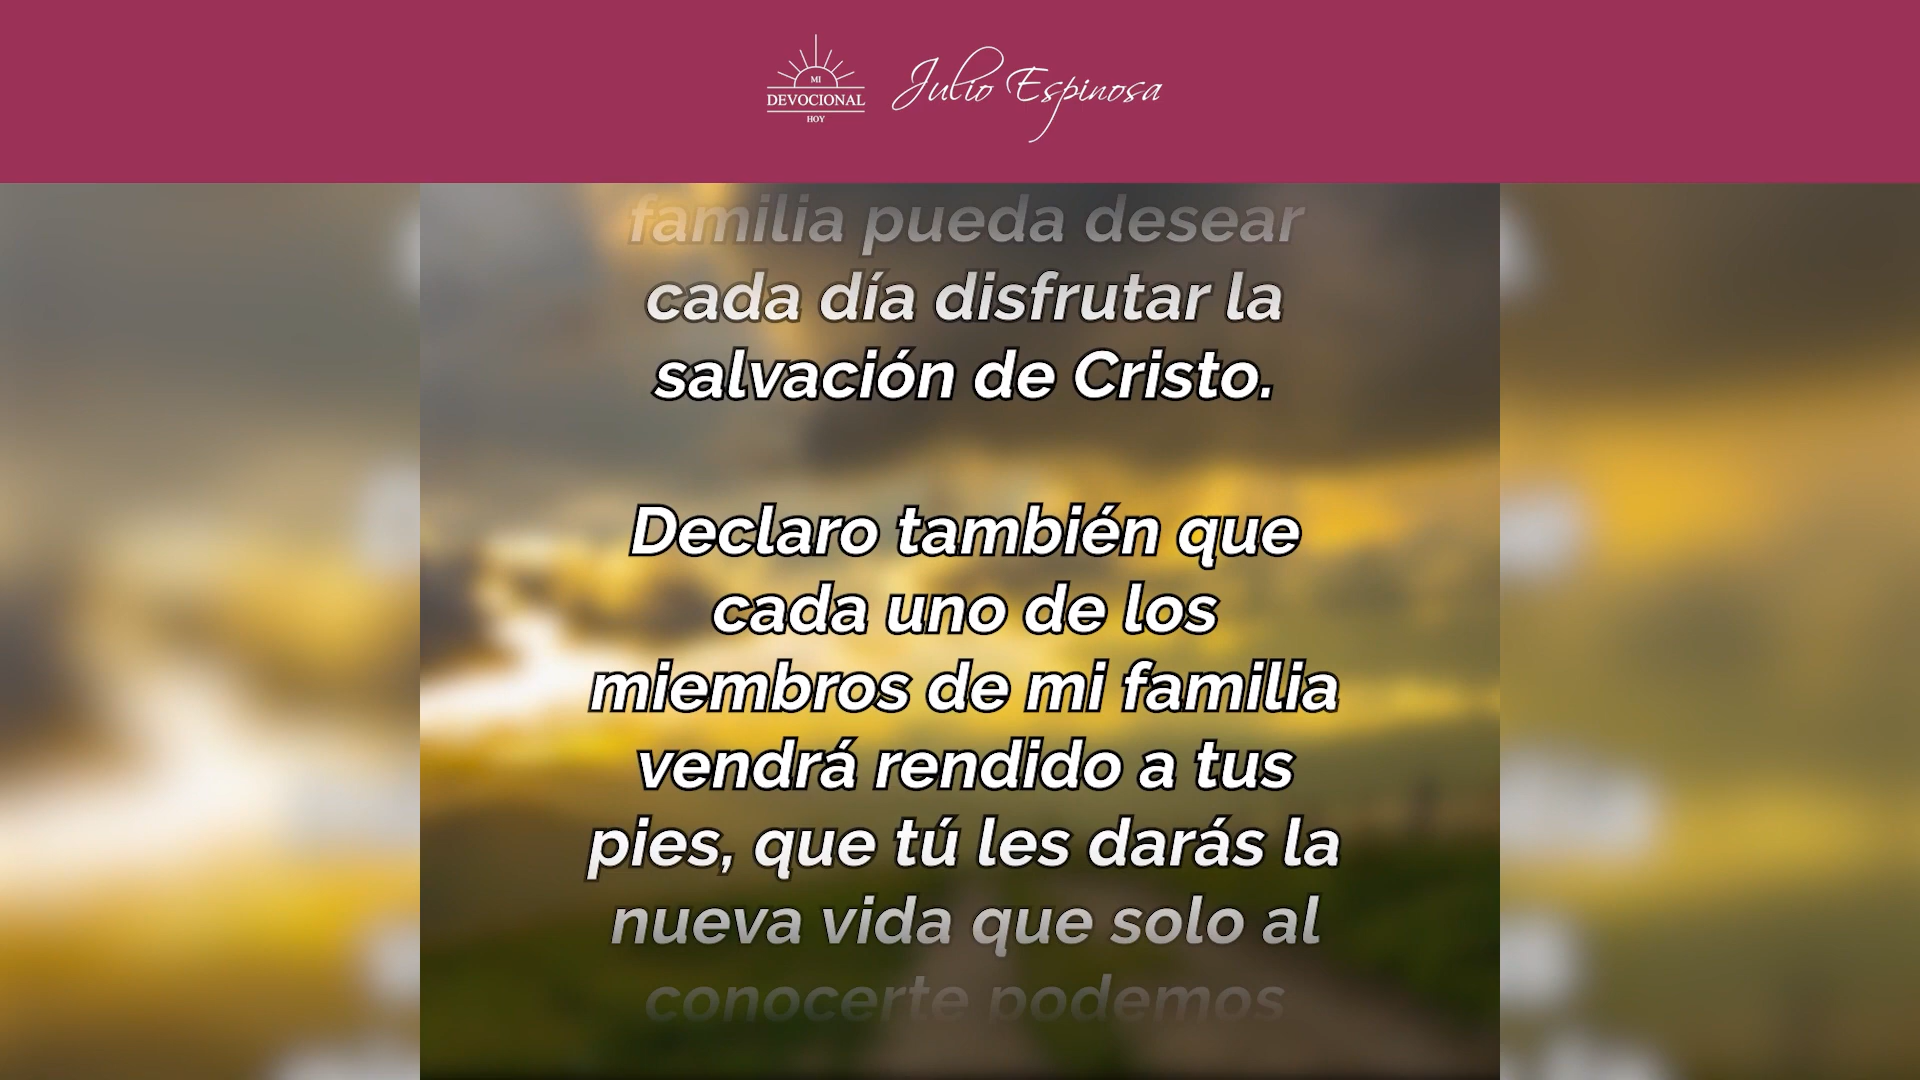 MI
DEVOCIONAL
HOY
Julio Espinosa
familia pueda desear
cada día disfrutar la
salvación de Cristo.
Declaro también que
cada uno de los
miembros de mi familia
vendrá rendido a tus
pies, que tú les darás la
nueva vida que solo al
conocerte podemos